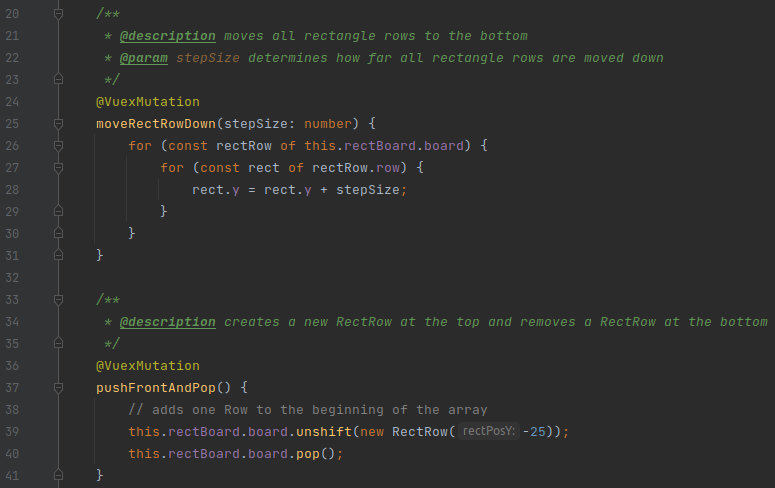 20 /**
21 * @description moves all rectangle rows to the bottom
22 * @param stepSize determines how far all rectangle rows are moved down
23 */
24 @VuexMutation
25 moveRectRowDown(stepSize: number) {
26 for (const rectRow of this.rectBoard.board) {
27 for (const rect of rectRow.row) {
28 rect.y = rect.y + stepSize;
29 }
30 }
31 }
32
33 /**
34 * @description creates a new RectRow at the top and removes a RectRow at the bottom
35 */
36 @VuexMutation
37 pushFrontAndPop() {
38 // adds one Row to the beginning of the array
39 this.rectBoard.board.unshift(new RectRow( rectPosY: -25));
40 this.rectBoard.board.pop();
41 }